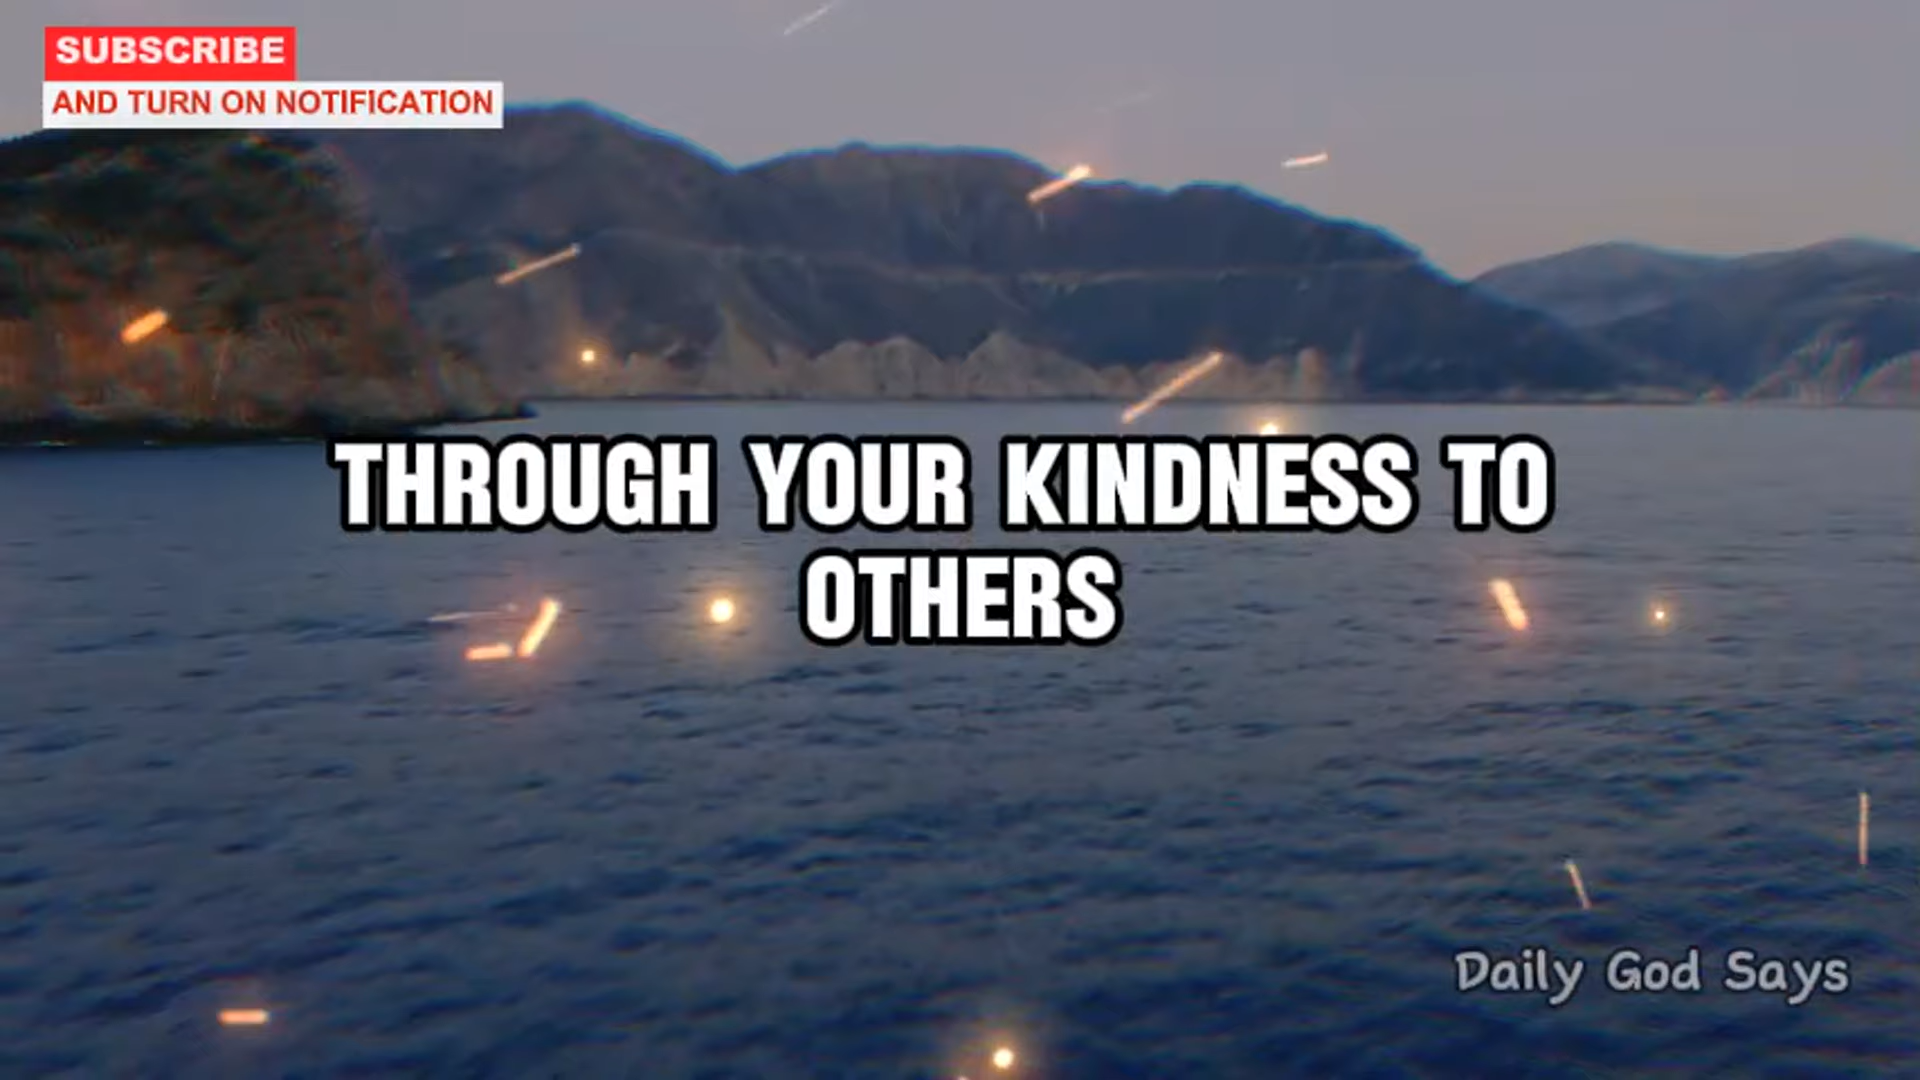 SUBSCRIBE
AND TURN ON NOTIFICATION
THROUGH YOUR KINDNESS TO
OTHERS
Daily God Says